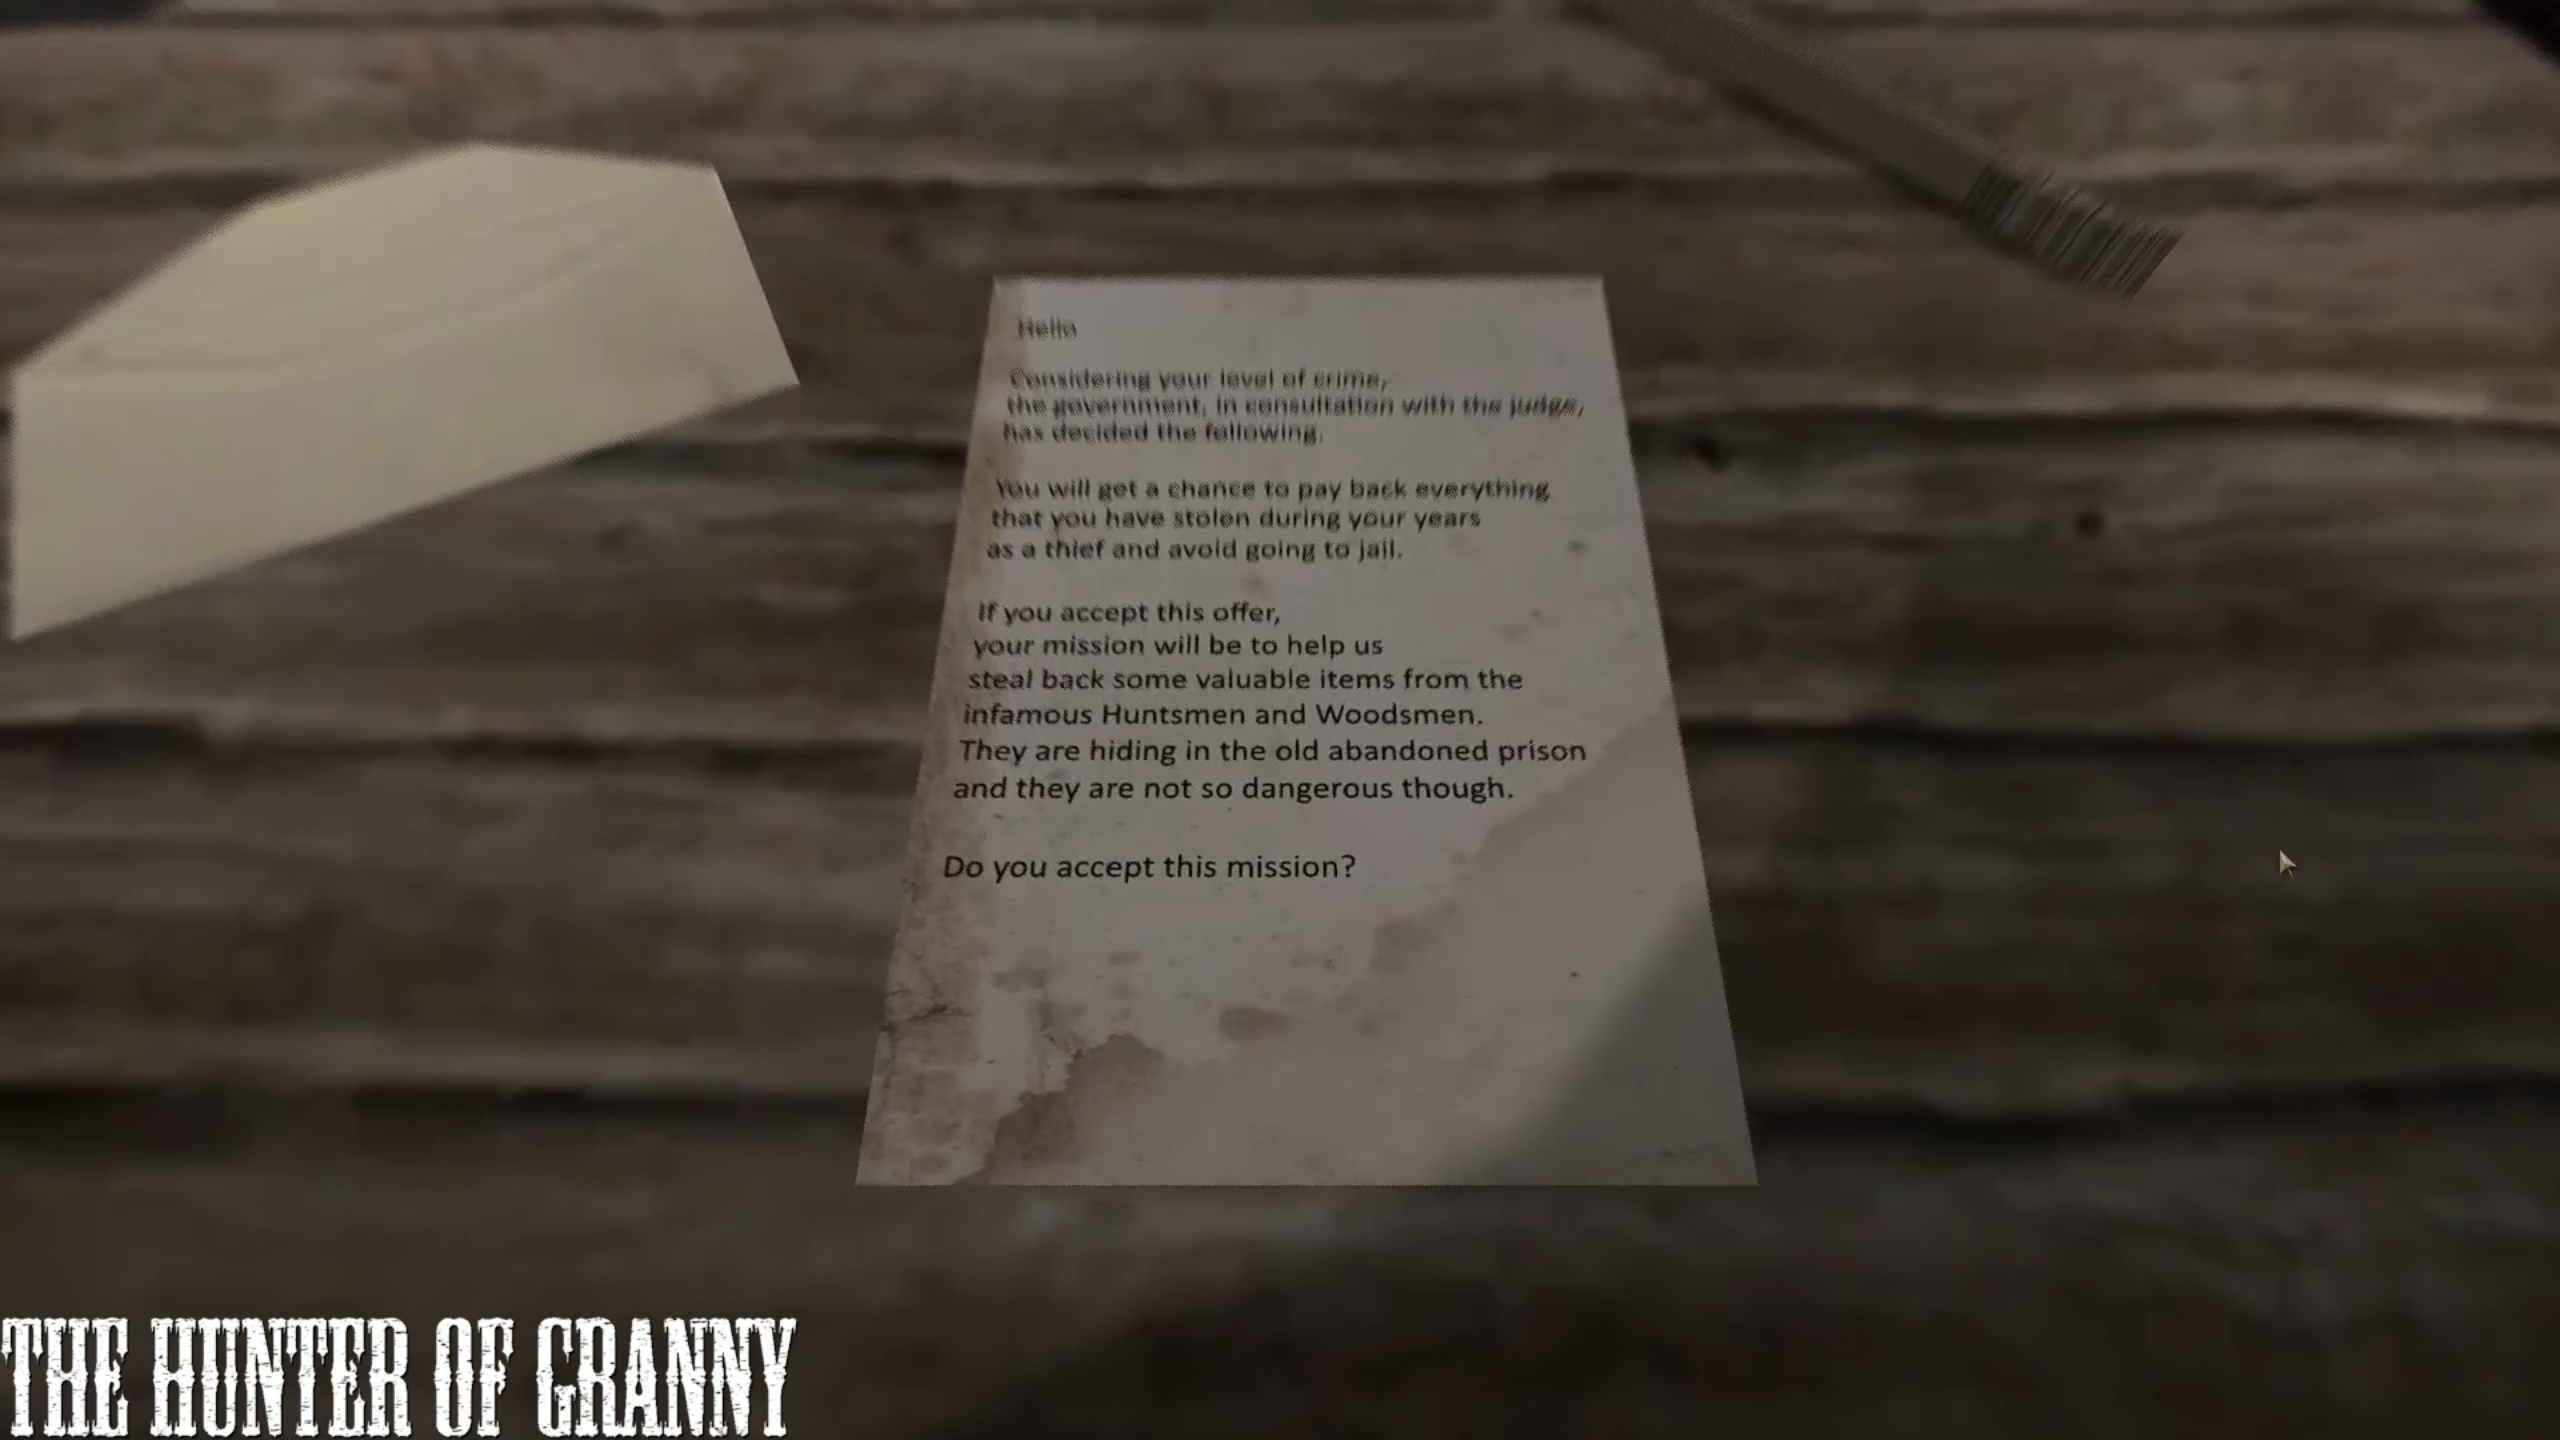 Hello
Considering your level of crime,
the government, in consultation with the judge,
has decided the following.
You will get a chance to pay back everything
that you have stolen during your years
as a thief and avoid going to jail.
If you accept this offer,
your mission will be to help us
steal back some valuable items from the
infamous Huntsmen and Woodsmen.
They are hiding in the old abandoned prison
and they are not so dangerous though.
Do you accept this mission?
THE HUNTER OF GRANNY